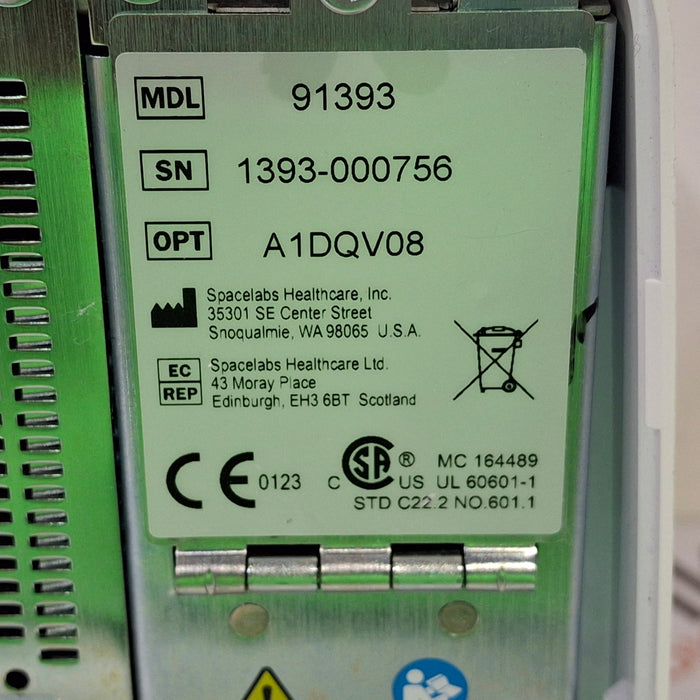 MDL 91393
SN 1393-000756
OPT A1DQV08
Spacelabs Healthcare, Inc.
35301 SE Center Street
Snoqualmie, WA 98065 U.S.A.
EC REP
Spacelabs Healthcare Ltd.
43 Moray Place
Edinburgh, EH3 6BT Scotland
CE 0123
C SA ® US
MC 164489
UL 60601-1
STD C22.2 NO.601.1